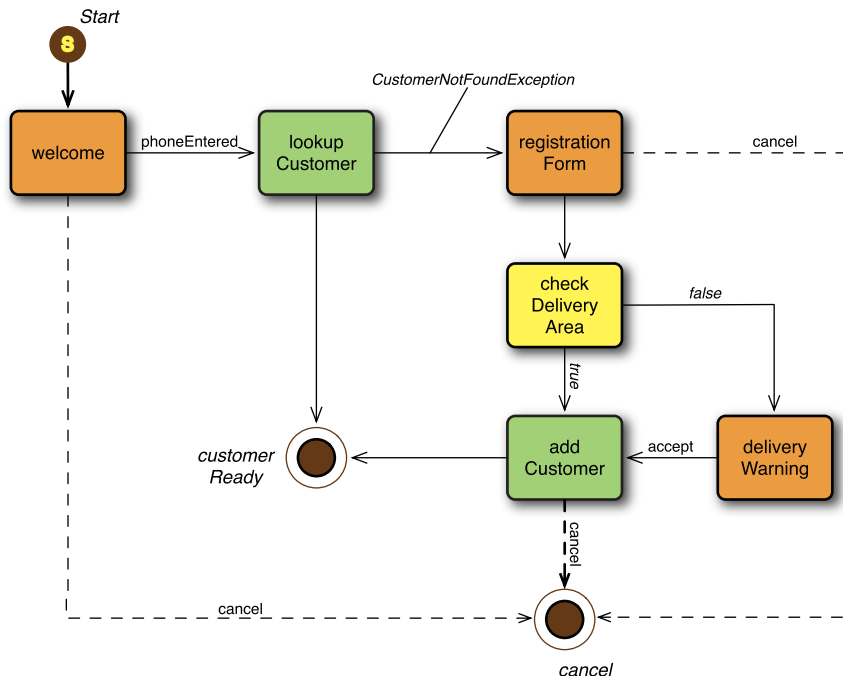 Start
S
CustomerNotFoundException
welcome
phoneEntered
lookup
Customer
registration
Form
cancel
check
Delivery
Area
false
true
customer
Ready
add
Customer
accept
delivery
Warning
cancel
cancel
cancel